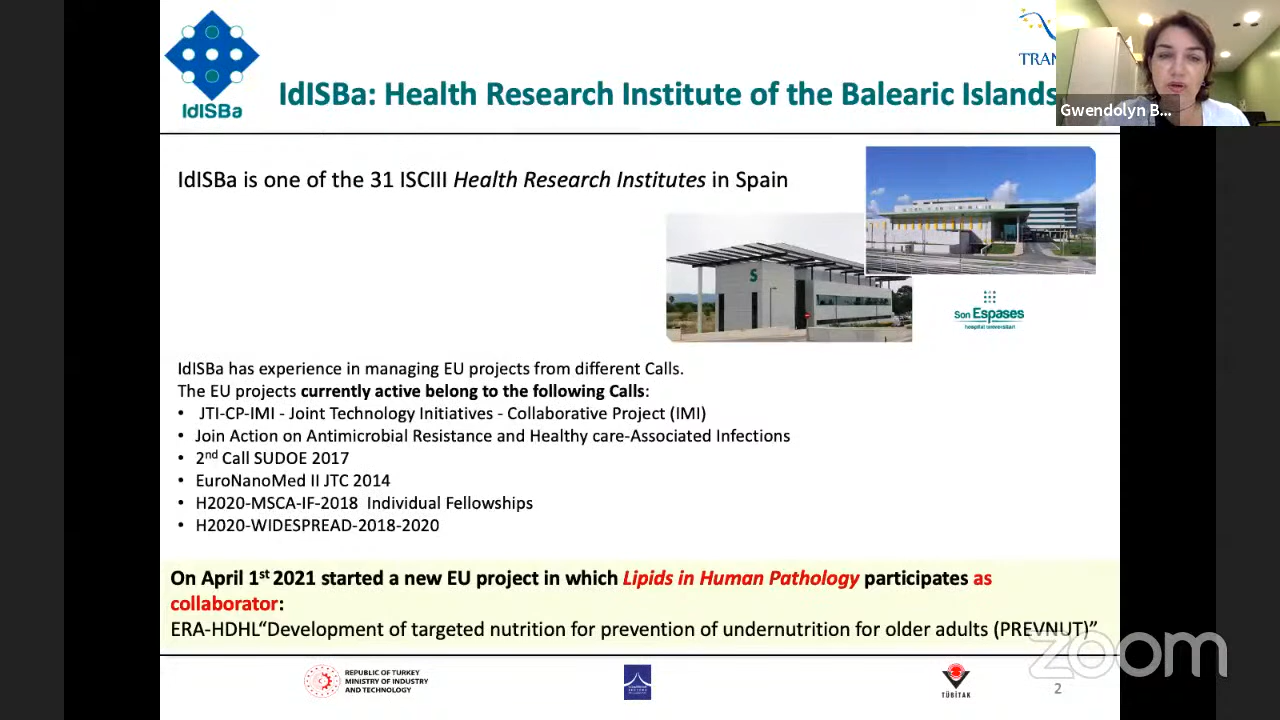 TRAN
IdISBa
IdISBa: Health Research Institute of the Balearic Islands
Gwendolyn B...
IdISBa is one of the 31 ISCIII Health Research Institutes in Spain
S
Son Espases
hospital universitari
IdISBa has experience in managing EU projects from different Calls.
The EU projects currently active belong to the following Calls:
• JTI-CP-IMI - Joint Technology Initiatives - Collaborative Project (IMI)
• Join Action on Antimicrobial Resistance and Healthy care-Associated Infections
• 2nd Call SUDOE 2017
• EuroNanoMed II JTC 2014
• H2020-MSCA-IF-2018 Individual Fellowships
• H2020-WIDESPREAD-2018-2020
On April 1st 2021 started a new EU project in which Lipids in Human Pathology participates as
collaborator:
ERA-HDHL“Development of targeted nutrition for prevention of undernutrition for older adults (PREVNUT)”
zoom
REPUBLIC OF TURKEY
MINISTRY OF INDUSTRY
AND TECHNOLOGY
TÜBİTAK
2